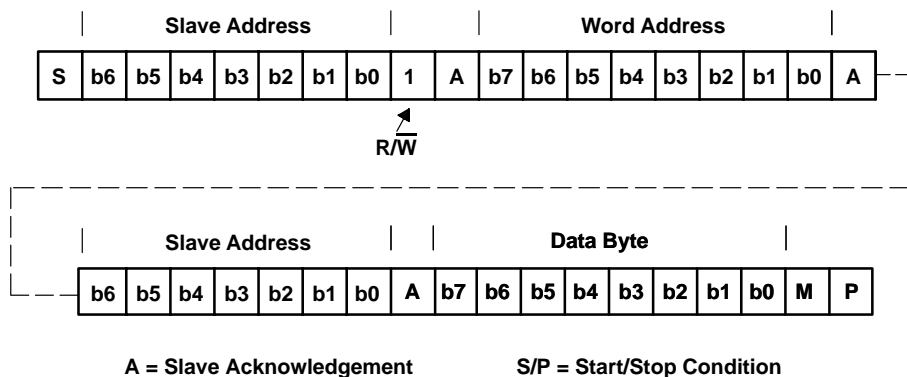 Slave Address Word Address
S b6 b5 b4 b3 b2 b1 b0 1 A b7 b6 b5 b4 b3 b2 b1 b0 A
R/W̅
Slave Address Data Byte
b6 b5 b4 b3 b2 b1 b0 A b7 b6 b5 b4 b3 b2 b1 b0 M P
A = Slave Acknowledgement S/P = Start/Stop Condition